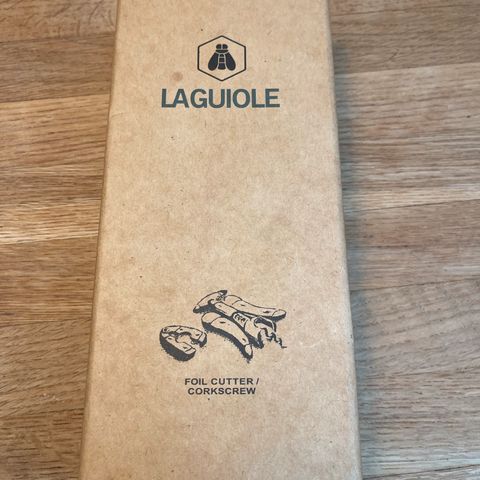 LAGUIOLE
FOIL CUTTER /
CORKSCREW